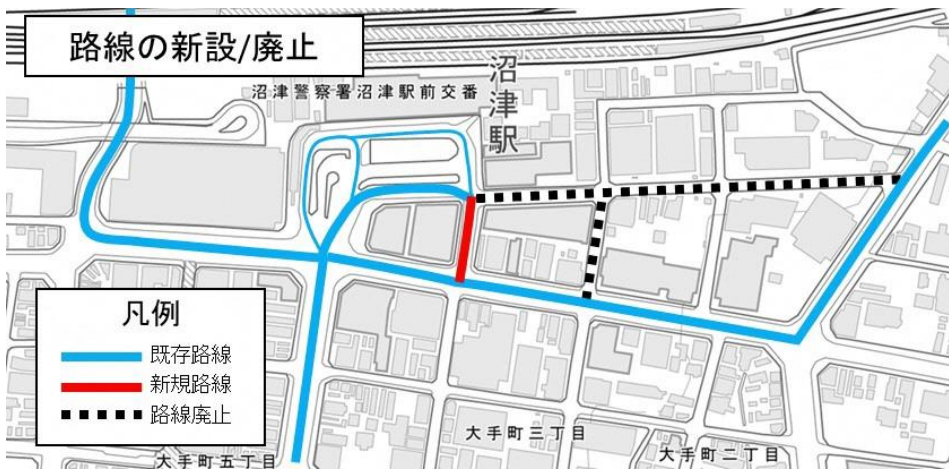 路線の新設/廃止
沼津警察署沼津駅前交番
沼津駅
凡例
既存路線
新規路線
路線廃止
大手町三丁目
大手町二丁目
大手町五丁目